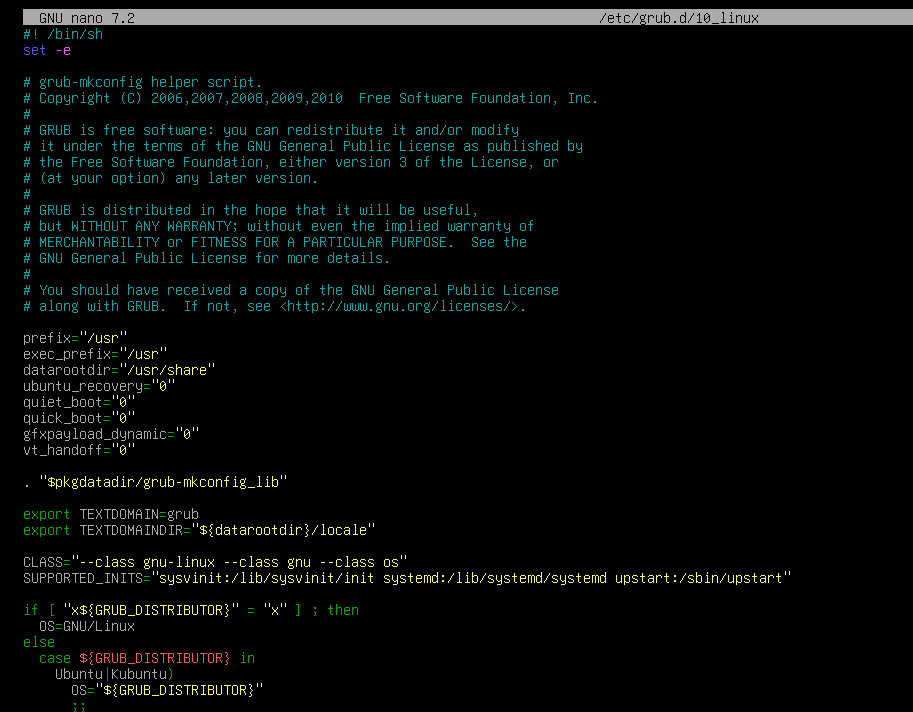 GNU nano 7.2 /etc/grub.d/10_linux
#! /bin/sh
set -e
# grub-mkconfig helper script.
# Copyright (C) 2006,2007,2008,2009,2010  Free Software Foundation, Inc.
#
# GRUB is free software: you can redistribute it and/or modify
# it under the terms of the GNU General Public License as published by
# the Free Software Foundation, either version 3 of the License, or
# (at your option) any later version.
#
# GRUB is distributed in the hope that it will be useful,
# but WITHOUT ANY WARRANTY; without even the implied warranty of
# MERCHANTABILITY or FITNESS FOR A PARTICULAR PURPOSE.  See the
# GNU General Public License for more details.
#
# You should have received a copy of the GNU General Public License
# along with GRUB.  If not, see <http://www.gnu.org/licenses/>.
prefix="/usr"
exec_prefix="/usr"
datarootdir="/usr/share"
ubuntu_recovery="0"
quiet_boot="0"
quick_boot="0"
gfxpayload_dynamic="0"
vt_handoff="0"
. "$pkgdatadir/grub-mkconfig_lib"
export TEXTDOMAIN=grub
export TEXTDOMAINDIR="${datarootdir}/locale"
CLASS="--class gnu-linux --class gnu --class os"
SUPPORTED_INITS="sysvinit:/lib/sysvinit/init systemd:/lib/systemd/systemd upstart:/sbin/upstart"
if [ "x${GRUB_DISTRIBUTOR}" = "x" ] ; then
  OS=GNU/Linux
else
  case ${GRUB_DISTRIBUTOR} in
    Ubuntu|Kubuntu)
      OS="${GRUB_DISTRIBUTOR}"
      ;;